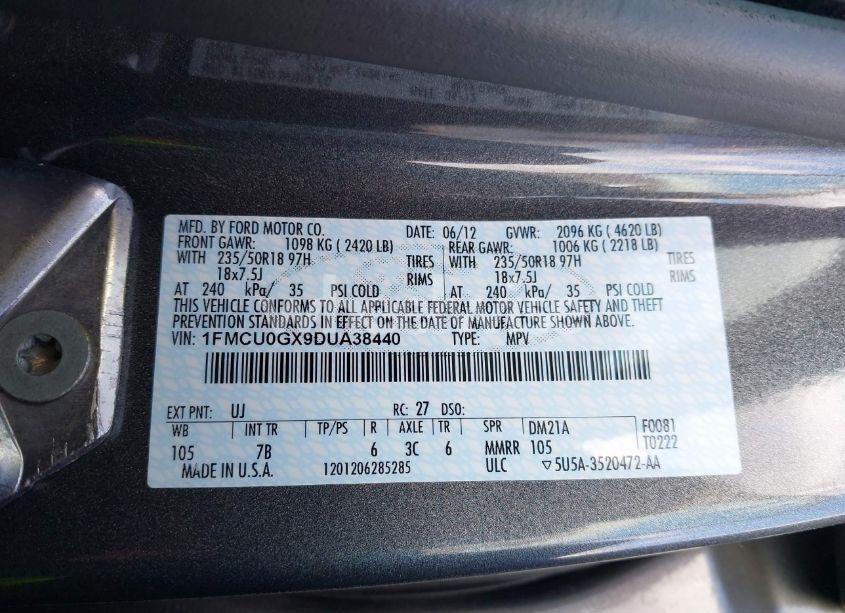 MFD. BY FORD MOTOR CO. DATE: 06/12 GVWR: 2096 KG ( 4620 LB)
FRONT GAWR: 1098 KG ( 2420 LB) REAR GAWR: 1006 KG ( 2218 LB)
WITH 235/50R18 97H TIRES WITH 235/50R18 97H TIRES
18x7.5J RIMS 18x7.5J RIMS
AT 240 kPa/ 35 PSI COLD AT 240 kPa/ 35 PSI COLD
THIS VEHICLE CONFORMS TO ALL APPLICABLE FEDERAL MOTOR VEHICLE SAFETY AND THEFT
PREVENTION STANDARDS IN EFFECT ON THE DATE OF MANUFACTURE SHOWN ABOVE.
VIN: 1FMCU0GX9DUA38440 TYPE: MPV
EXT PNT: UJ RC: 27 DSO:
WB INT TR TP/PS R AXLE TR SPR DM21A F0081
105 7B 6 3C 6 MMRR 105 T0222
MADE IN U.S.A. 1201206285285 ULC ▽5U5A-3520472-AA